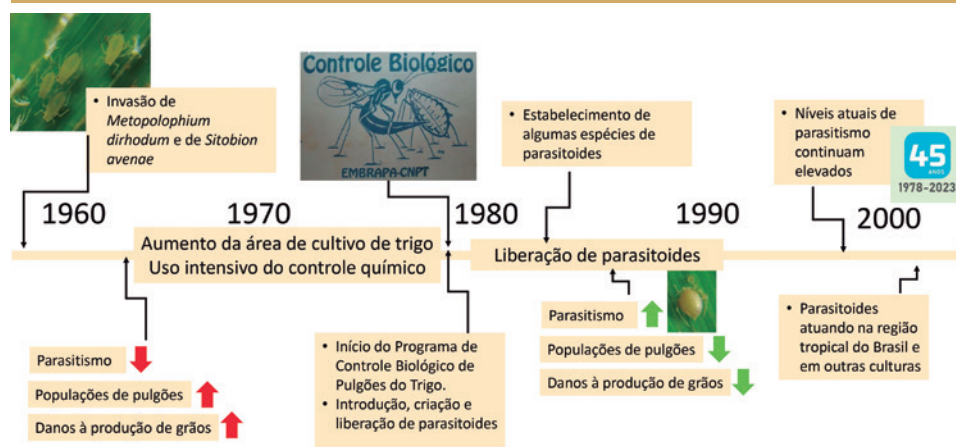 Controle Biológico
EMBRAPA-CNPT
• Invasão de
Metopolophium
dirhodum e de Sitobion
avenae
• Estabelecimento de
algumas espécies de
parasitoides
• Níveis atuais de
parasitismo
continuam
elevados
45
ANOS
1978-2023
1960
1970
1980
1990
2000
Aumento da área de cultivo de trigo
Uso intensivo do controle químico
Liberação de parasitoides
Parasitismo
Populações de pulgões
Danos à produção de grãos
• Início do Programa de
Controle Biológico de
Pulgões do Trigo.
• Introdução, criação e
liberação de parasitoides
Parasitismo
Populações de pulgões
Danos à produção de grãos
• Parasitoides
atuando na região
tropical do Brasil e
em outras culturas